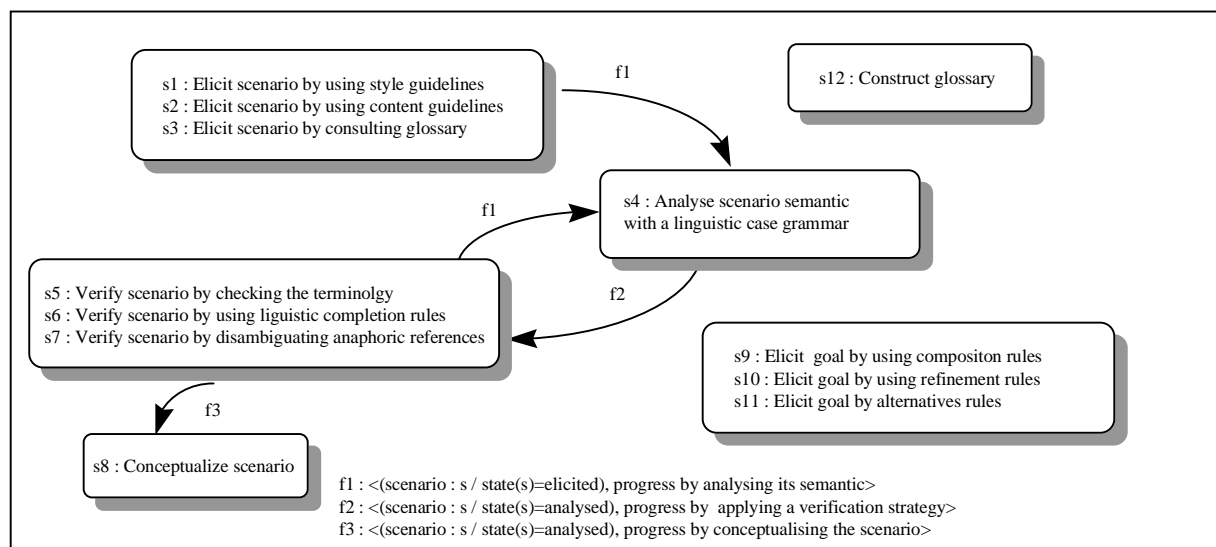 s1 : Elicit scenario by using style guidelines
s2 : Elicit scenario by using content guidelines
s3 : Elicit scenario by consulting glossary
f1
s12 : Construct glossary
s4 : Analyse scenario semantic
with a linguistic case grammar
f1
f2
s5 : Verify scenario by checking the terminolgy
s6 : Verify scenario by using liguistic completion rules
s7 : Verify scenario by disambiguating anaphoric references
s9 : Elicit goal by using compositon rules
s10 : Elicit goal by using refinement rules
s11 : Elicit goal by alternatives rules
f3
s8 : Conceptualize scenario
f1 : <(scenario : s / state(s)=elicited), progress by analysing its semantic>
f2 : <(scenario : s / state(s)=analysed), progress by applying a verification strategy>
f3 : <(scenario : s / state(s)=analysed), progress by conceptualising the scenario>